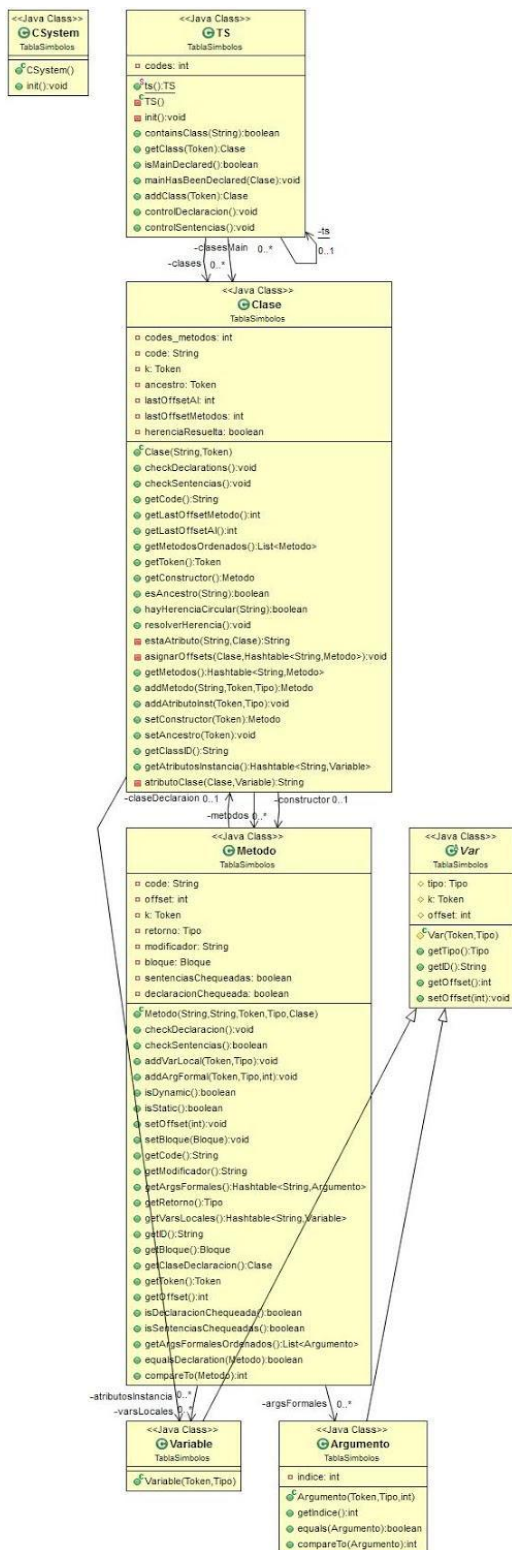 <<Java Class>>
CSystem
TablaSimbolos
CSystem()
init():void
<<Java Class>>
TS
TablaSimbolos
codes: int
ts():TS
TS()
init():void
containsClass(String):boolean
getClass(Token):Clase
isMainDeclared():boolean
mainHasBeenDeclared(Clase):void
addClass(Token):Clase
controlDeclaracion():void
controlSentencias():void
-ts
0..1
-clasesMain 0..*
-clases 0..*
<<Java Class>>
Clase
TablaSimbolos
codes_metodos: int
code: String
k: Token
ancestro: Token
lastOffsetAI: int
lastOffsetMetodos: int
herenciaResuelta: boolean
Clase(String,Token)
checkDeclarations():void
checkSentencias():void
getCode():String
getLastOffsetMetodo():int
getLastOffsetAI():int
getMetodosOrdenados():List<Metodo>
getToken():Token
getConstructor():Metodo
esAncestro(String):boolean
hayHerenciaCircular(String):boolean
resolverHerencia():void
estaAtributo(String,Clase):String
asignarOffsets(Clase,Hashtable<String,Metodo>):void
getMetodos():Hashtable<String,Metodo>
addMetodo(String,Token,Tipo):Metodo
addAtributoInst(Token,Tipo):void
setConstructor(Token):Metodo
setAncestro(Token):void
getClassID():String
getAtributosInstancia():Hashtable<String,Variable>
atributoClase(Clase,Variable):String
-claseDeclaraion 0..1
-constructor 0..1
-metodos 0..*
<<Java Class>>
Metodo
TablaSimbolos
code: String
offset: int
k: Token
retorno: Tipo
modificador: String
bloque: Bloque
sentenciasChequeadas: boolean
declaracionChequeada: boolean
Metodo(String,String,Token,Tipo,Clase)
checkDeclaracion():void
checkSentencias():boolean
addVarLocal(Token,Tipo):void
addArgFormal(Token,Tipo,int):void
isDynamic():boolean
isStatic():boolean
setOffset(int):void
setBloque(Bloque):void
getCode():String
getModificador():String
getArgsFormales():Hashtable<String,Argumento>
getRetorno():Tipo
getVarsLocales():Hashtable<String,Variable>
getID():String
getBloque():Bloque
getClaseDeclaracion():Clase
getToken():Token
getOffset():int
isDeclaracionChequeada():boolean
isSentenciasChequeadas():boolean
getArgsFormalesOrdenados():List<Argumento>
equalsDeclaration(Metodo):boolean
compareTo(Metodo):int
<<Java Class>>
Var
TablaSimbolos
tipo: Tipo
k: Token
offset: int
Var(Token,Tipo)
getTipo():Tipo
getID():String
getOffset():int
setOffset(int):void
-atributosInstancia 0..*
-varsLocales 0..*
-argsFormales 0..*
<<Java Class>>
Variable
TablaSimbolos
Variable(Token,Tipo)
<<Java Class>>
Argumento
TablaSimbolos
indice: int
Argumento(Token,Tipo,int)
getIndice():int
equals(Argumento):boolean
compareTo(Argumento):int